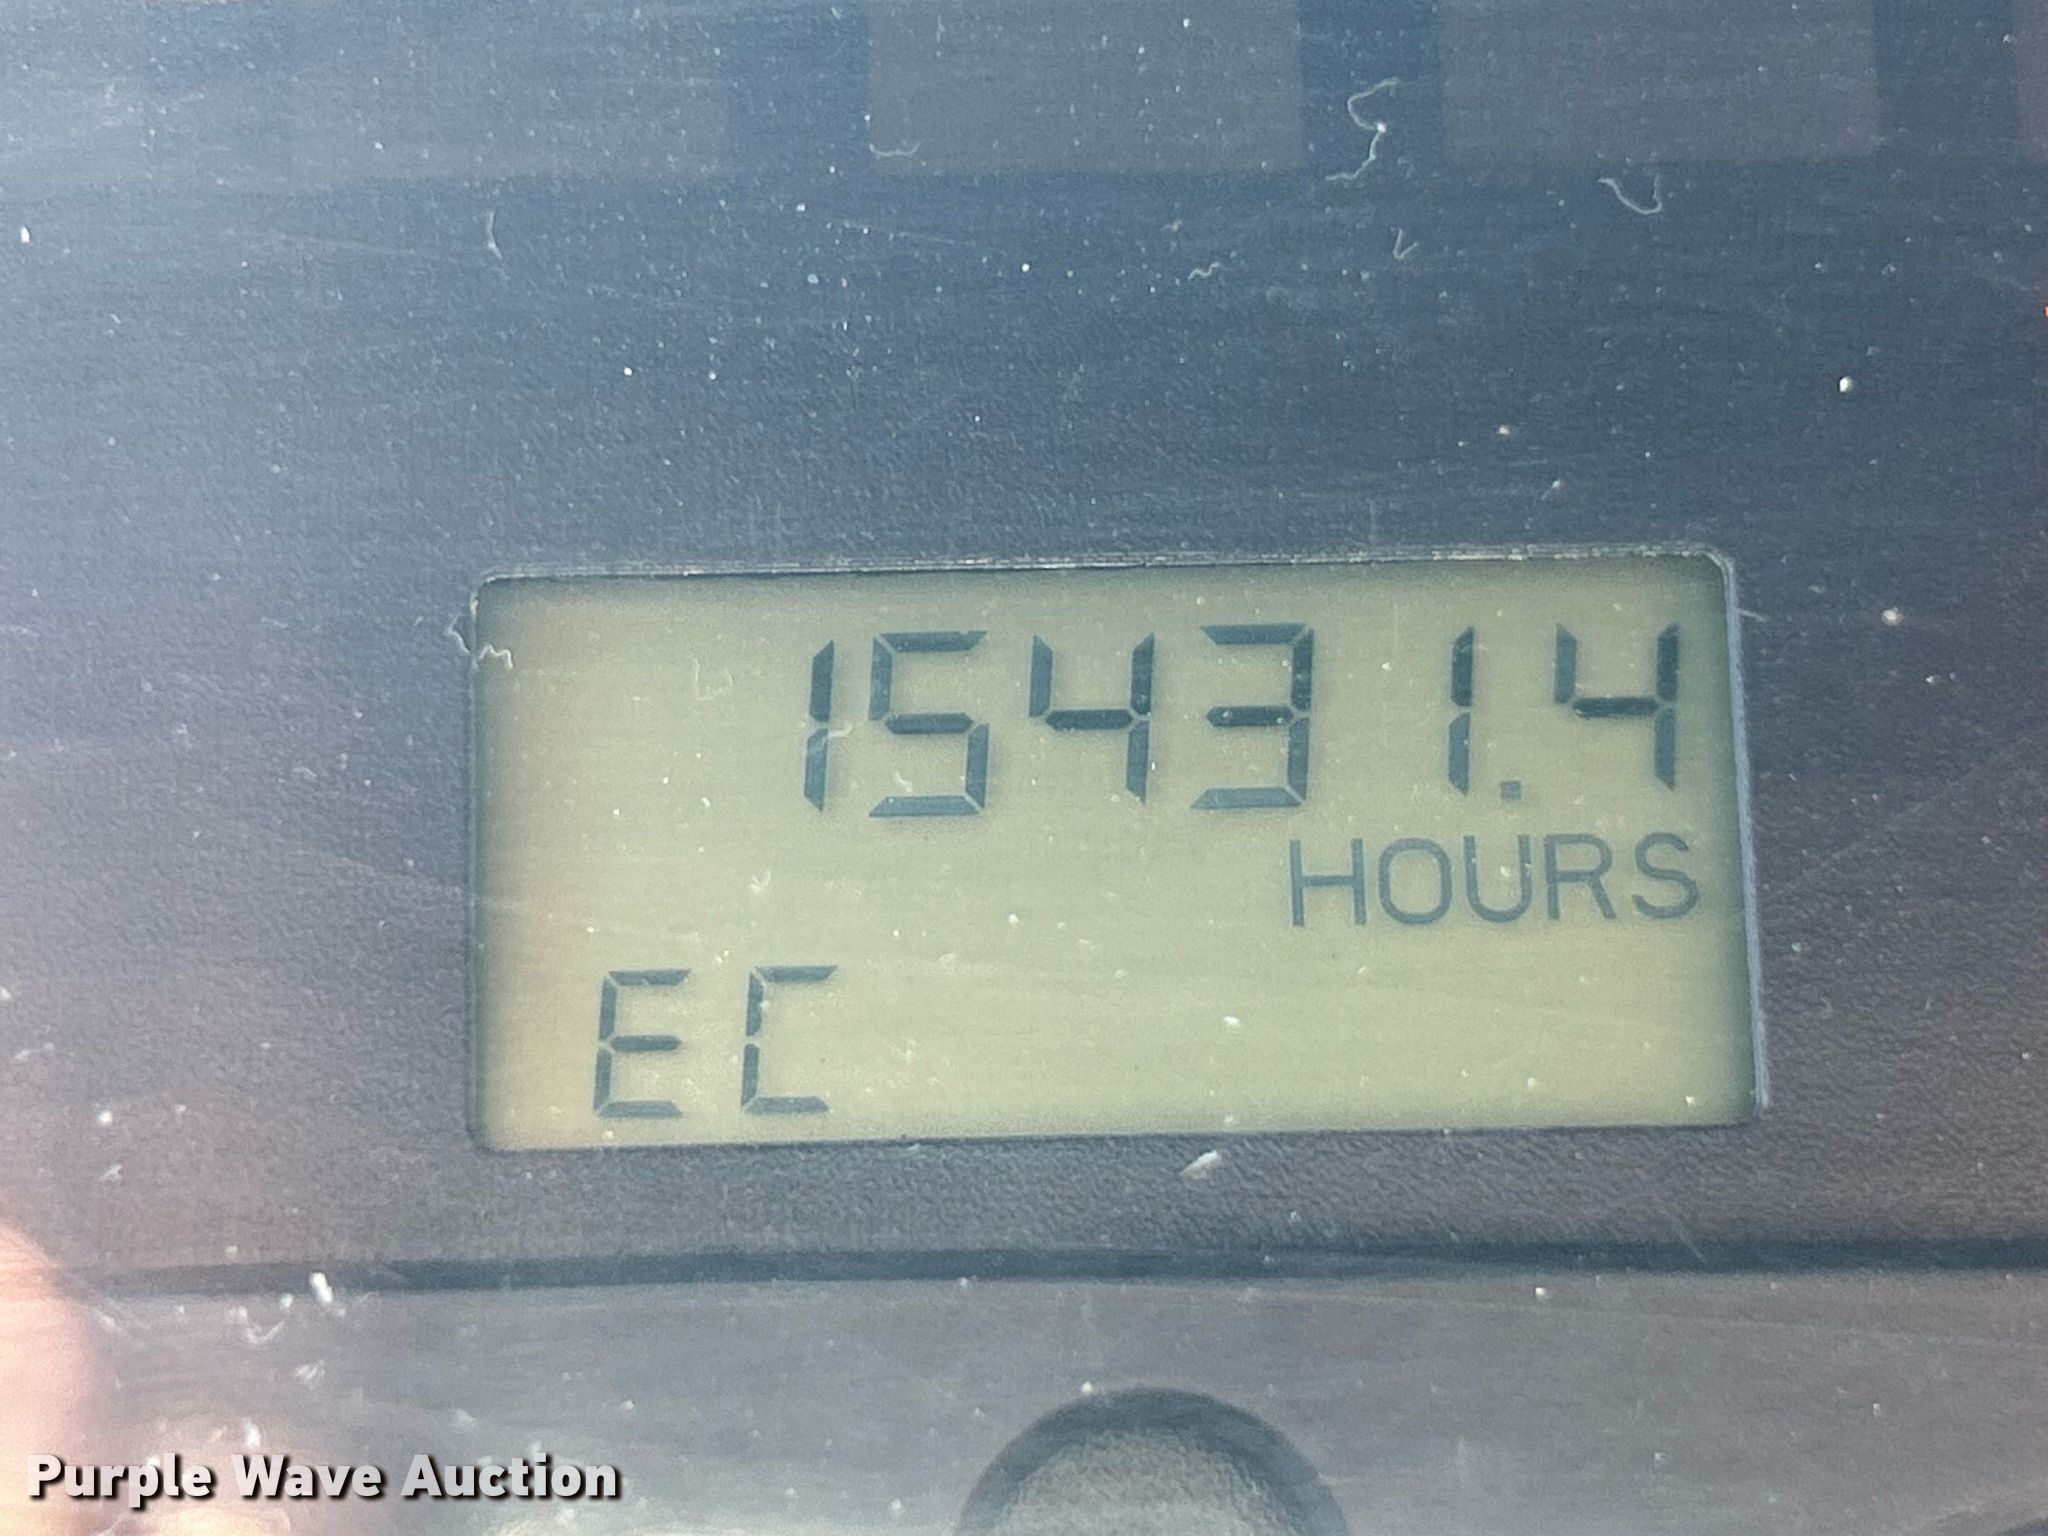 15431.4
HOURS
EC
Purple Wave Auction